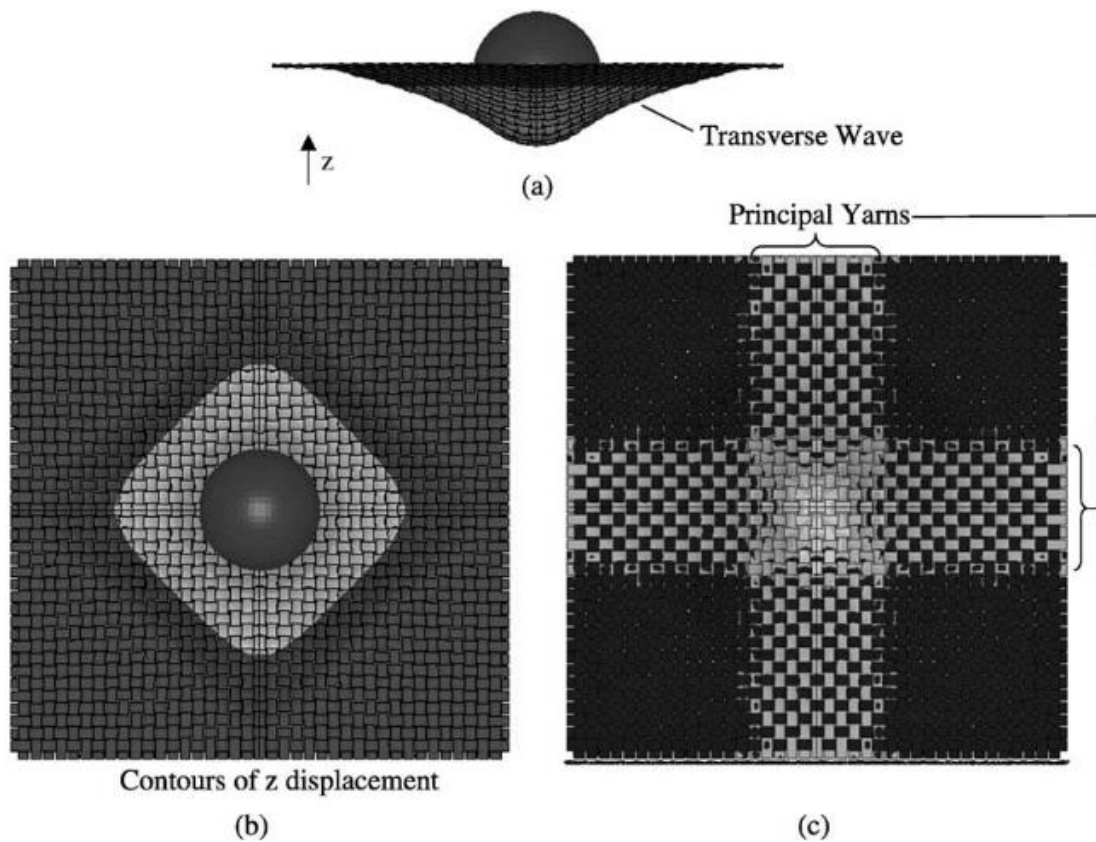 Transverse Wave
z
(a)
Principal Yarns
Contours of z displacement
(b)
(c)